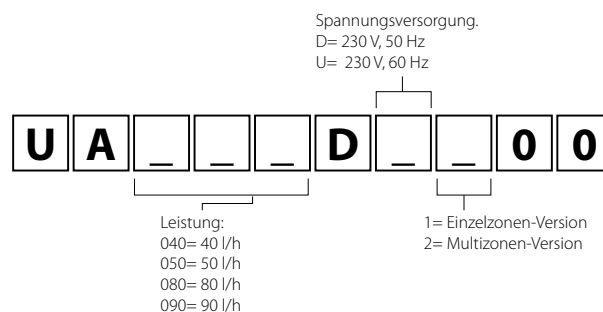 Spannungsversorgung.
D= 230 V, 50 Hz
U= 230 V, 60 Hz
U A _ _ _ D _ _ 0 0
Leistung:
040= 40 l/h
050= 50 l/h
080= 80 l/h
090= 90 l/h
1= Einzelzonen-Version
2= Multizonen-Version